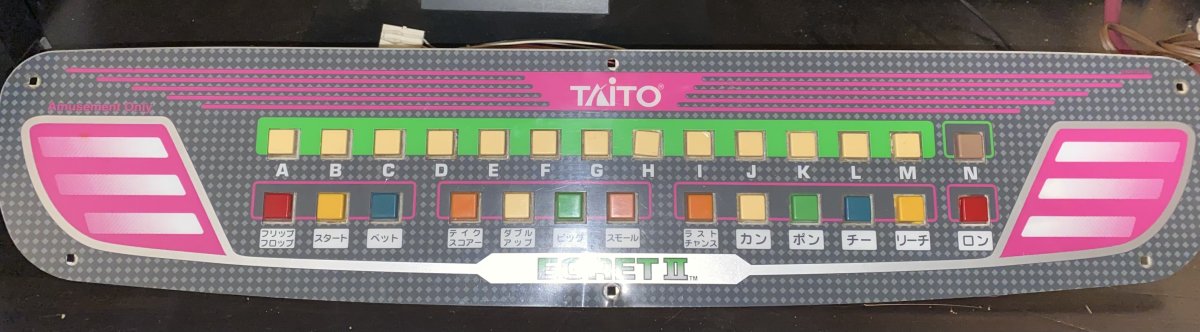 TAITO®
Amusement Only
A B C D E F G H I J K L M N
フリップ
フロップ
スタート
ベット
テイク
スコアー
ダブル
アップ
ビッグ
スモール
ラスト
チャンス
カン
ポン
チー
リーチ
ロン
EGRET II™